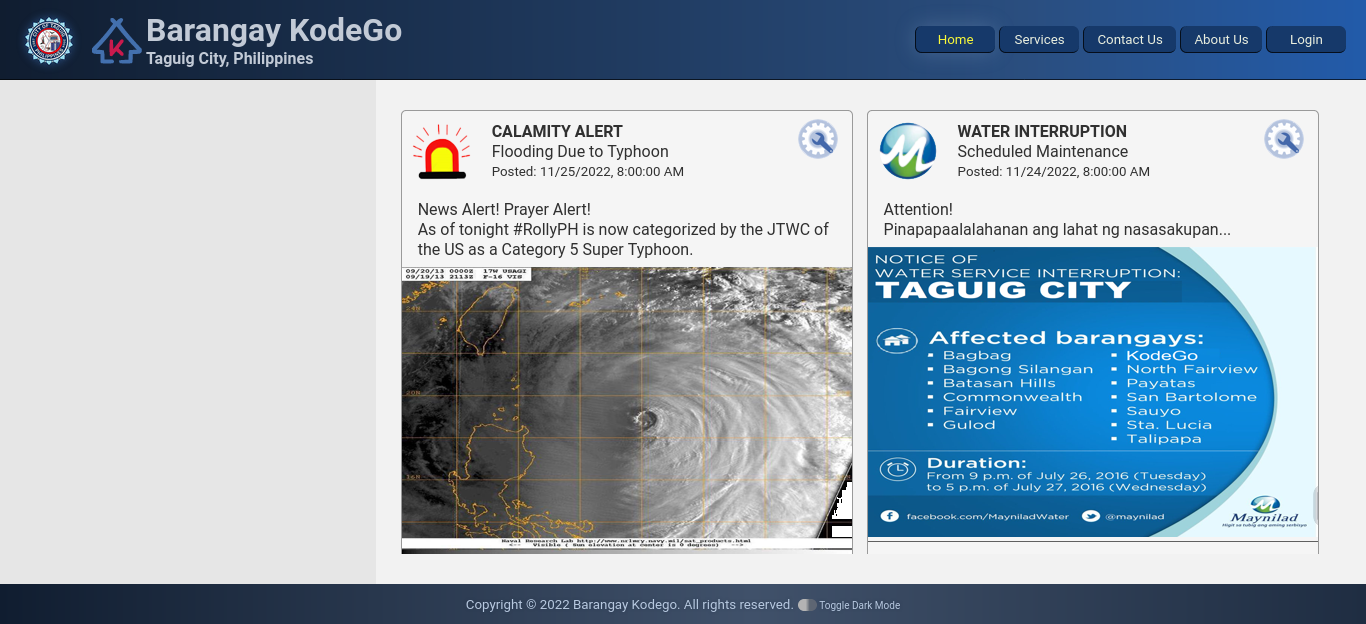 Barangay KodeGo
Taguig City, Philippines
Home
Services
Contact Us
About Us
Login
CALAMITY ALERT
Flooding Due to Typhoon
Posted: 11/25/2022, 8:00:00 AM
News Alert! Prayer Alert!
As of tonight #RollyPH is now categorized by the JTWC of
the US as a Category 5 Super Typhoon.
09/20/13 0000Z 17W USAGI
09/19/13 2113Z F-16 VIS
Naval Research Lab http://www.nrlmry.navy.mil/sat_products.html
<-- Visible ( Sun elevation at center is 9 degrees) -->
WATER INTERRUPTION
Scheduled Maintenance
Posted: 11/24/2022, 8:00:00 AM
Attention!
Pinapapaalalahanan ang lahat ng nasasakupan...
NOTICE OF
WATER SERVICE INTERRUPTION:
TAGUIG CITY
Affected barangays:
Bagbag
Bagong Silangan
Batasan Hills
Commonwealth
Fairview
Gulod
KodeGo
North Fairview
Payatas
San Bartolome
Sauyo
Sta. Lucia
Talipapa
Duration:
From 9 p.m. of July 26, 2016 (Tuesday)
to 5 p.m. of July 27, 2016 (Wednesday)
facebook.com/MayniladWater
@maynilad
Maynilad
Copyright © 2022 Barangay Kodego. All rights reserved.
Toggle Dark Mode